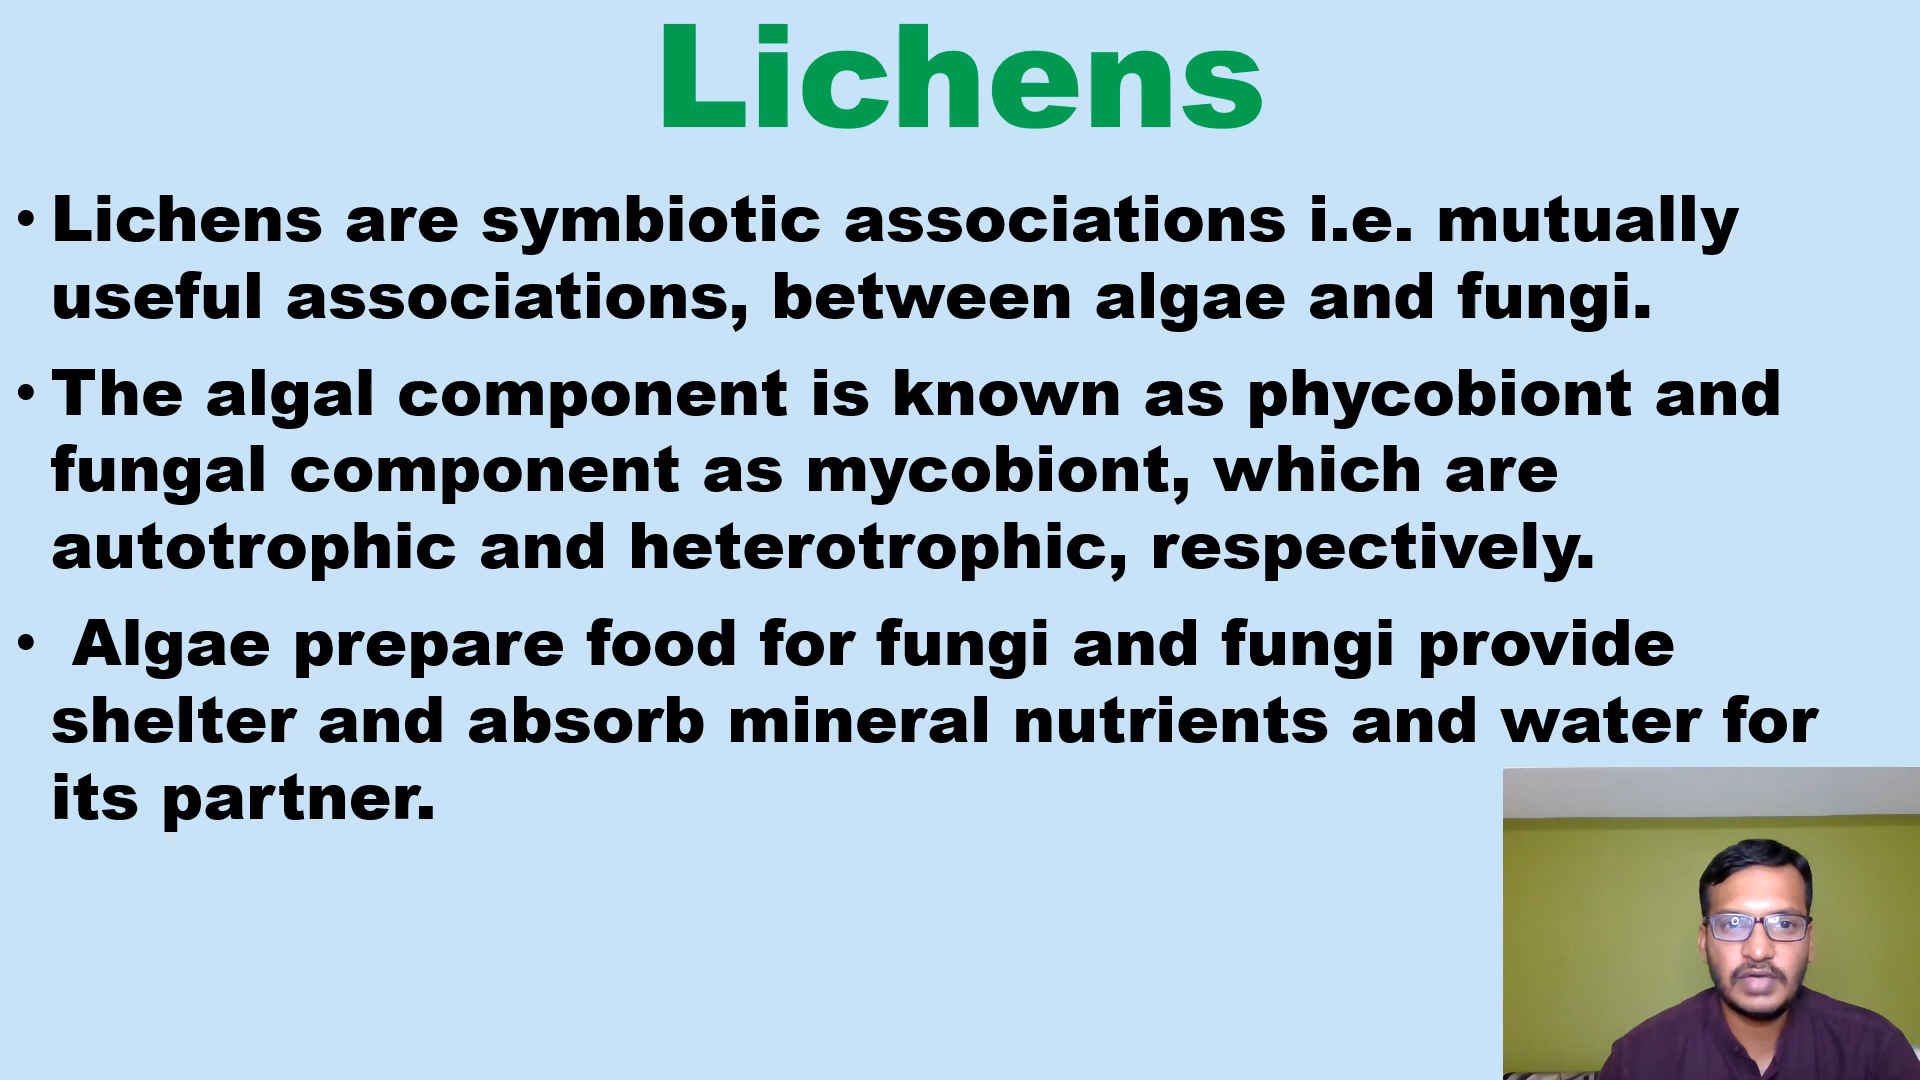 Lichens
• Lichens are symbiotic associations i.e. mutually
useful associations, between algae and fungi.
• The algal component is known as phycobiont and
fungal component as mycobiont, which are
autotrophic and heterotrophic, respectively.
• Algae prepare food for fungi and fungi provide
shelter and absorb mineral nutrients and water for
its partner.